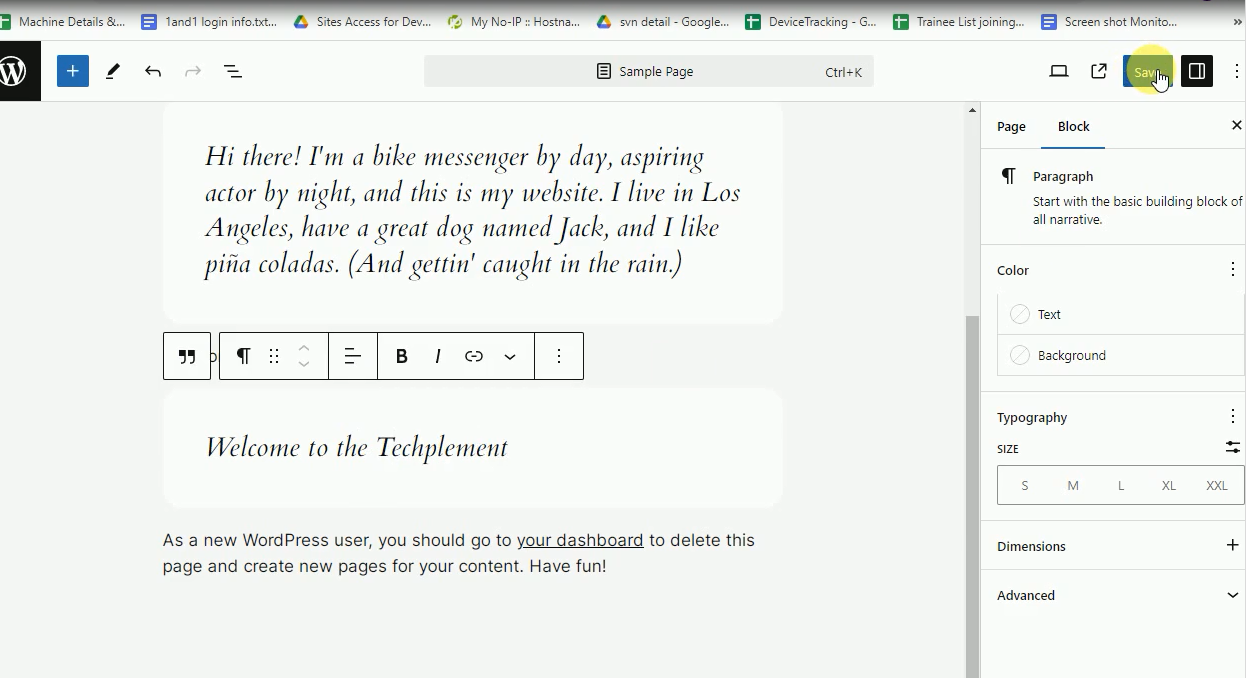 Machine Details &... 1and1 login info.txt... Sites Access for Dev... My No-IP :: Hostna... svn detail - Google... DeviceTracking - G... Trainee List joining... Screen shot Monito... »
Sample Page Ctrl+K
Page Block
Hi there! I'm a bike messenger by day, aspiring
actor by night, and this is my website. I live in Los
Angeles, have a great dog named Jack, and I like
piña coladas. (And gettin' caught in the rain.)
Paragraph
Start with the basic building block of
all narrative.
Color
Text
Background
B I
Welcome to the Techplement
As a new WordPress user, you should go to your dashboard to delete this
page and create new pages for your content. Have fun!
Typography
SIZE
S M L XL XXL
Dimensions
Advanced